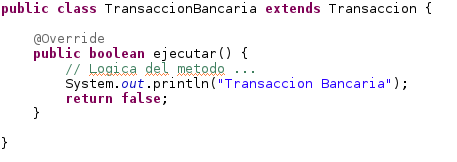 public class TransaccionBancaria extends Transaccion {
@Override
public boolean ejecutar() {
// Logica del metodo ...
System.out.println("Transaccion Bancaria");
return false;
}
}